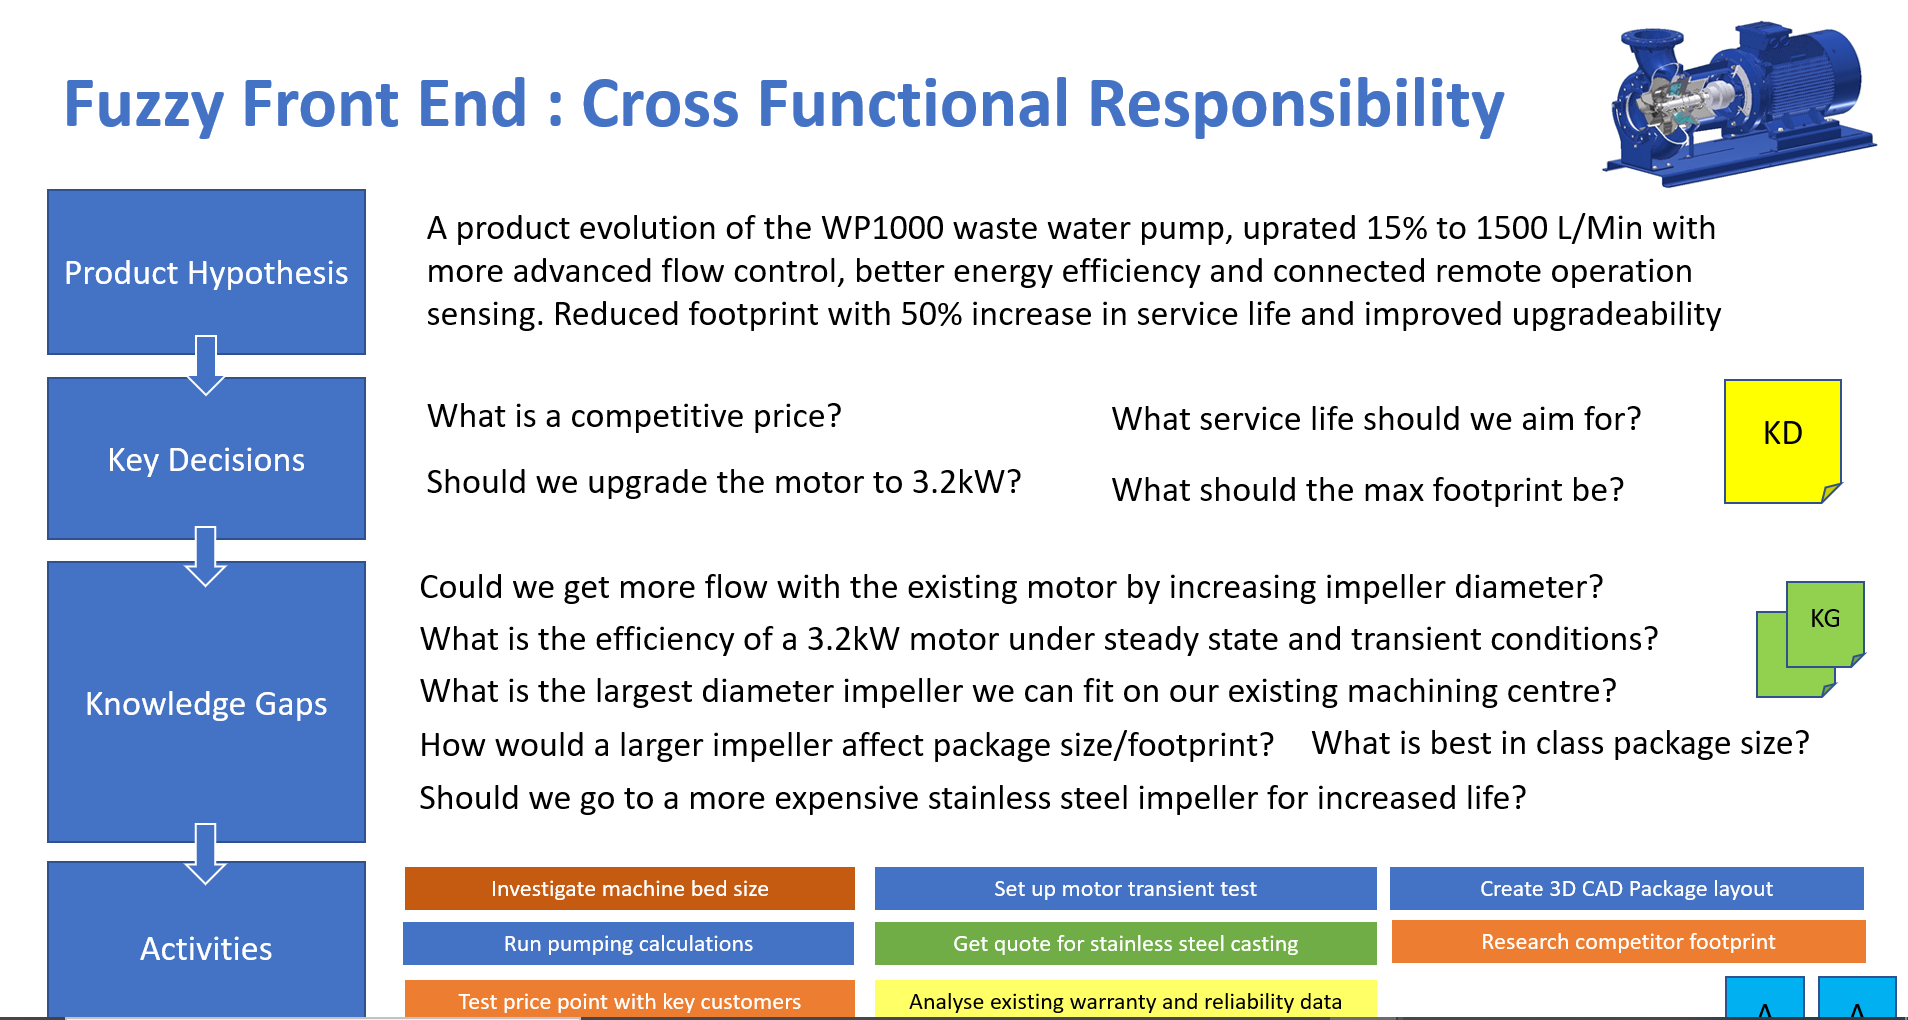 Fuzzy Front End : Cross Functional Responsibility
Product Hypothesis
A product evolution of the WP1000 waste water pump, uprated 15% to 1500 L/Min with
more advanced flow control, better energy efficiency and connected remote operation
sensing. Reduced footprint with 50% increase in service life and improved upgradeability
Key Decisions
What is a competitive price?
What service life should we aim for?
Should we upgrade the motor to 3.2kW?
What should the max footprint be?
KD
Knowledge Gaps
Could we get more flow with the existing motor by increasing impeller diameter?
What is the efficiency of a 3.2kW motor under steady state and transient conditions?
What is the largest diameter impeller we can fit on our existing machining centre?
How would a larger impeller affect package size/footprint?
What is best in class package size?
Should we go to a more expensive stainless steel impeller for increased life?
KG
Activities
Investigate machine bed size
Set up motor transient test
Create 3D CAD Package layout
Run pumping calculations
Get quote for stainless steel casting
Research competitor footprint
Test price point with key customers
Analyse existing warranty and reliability data
A
A